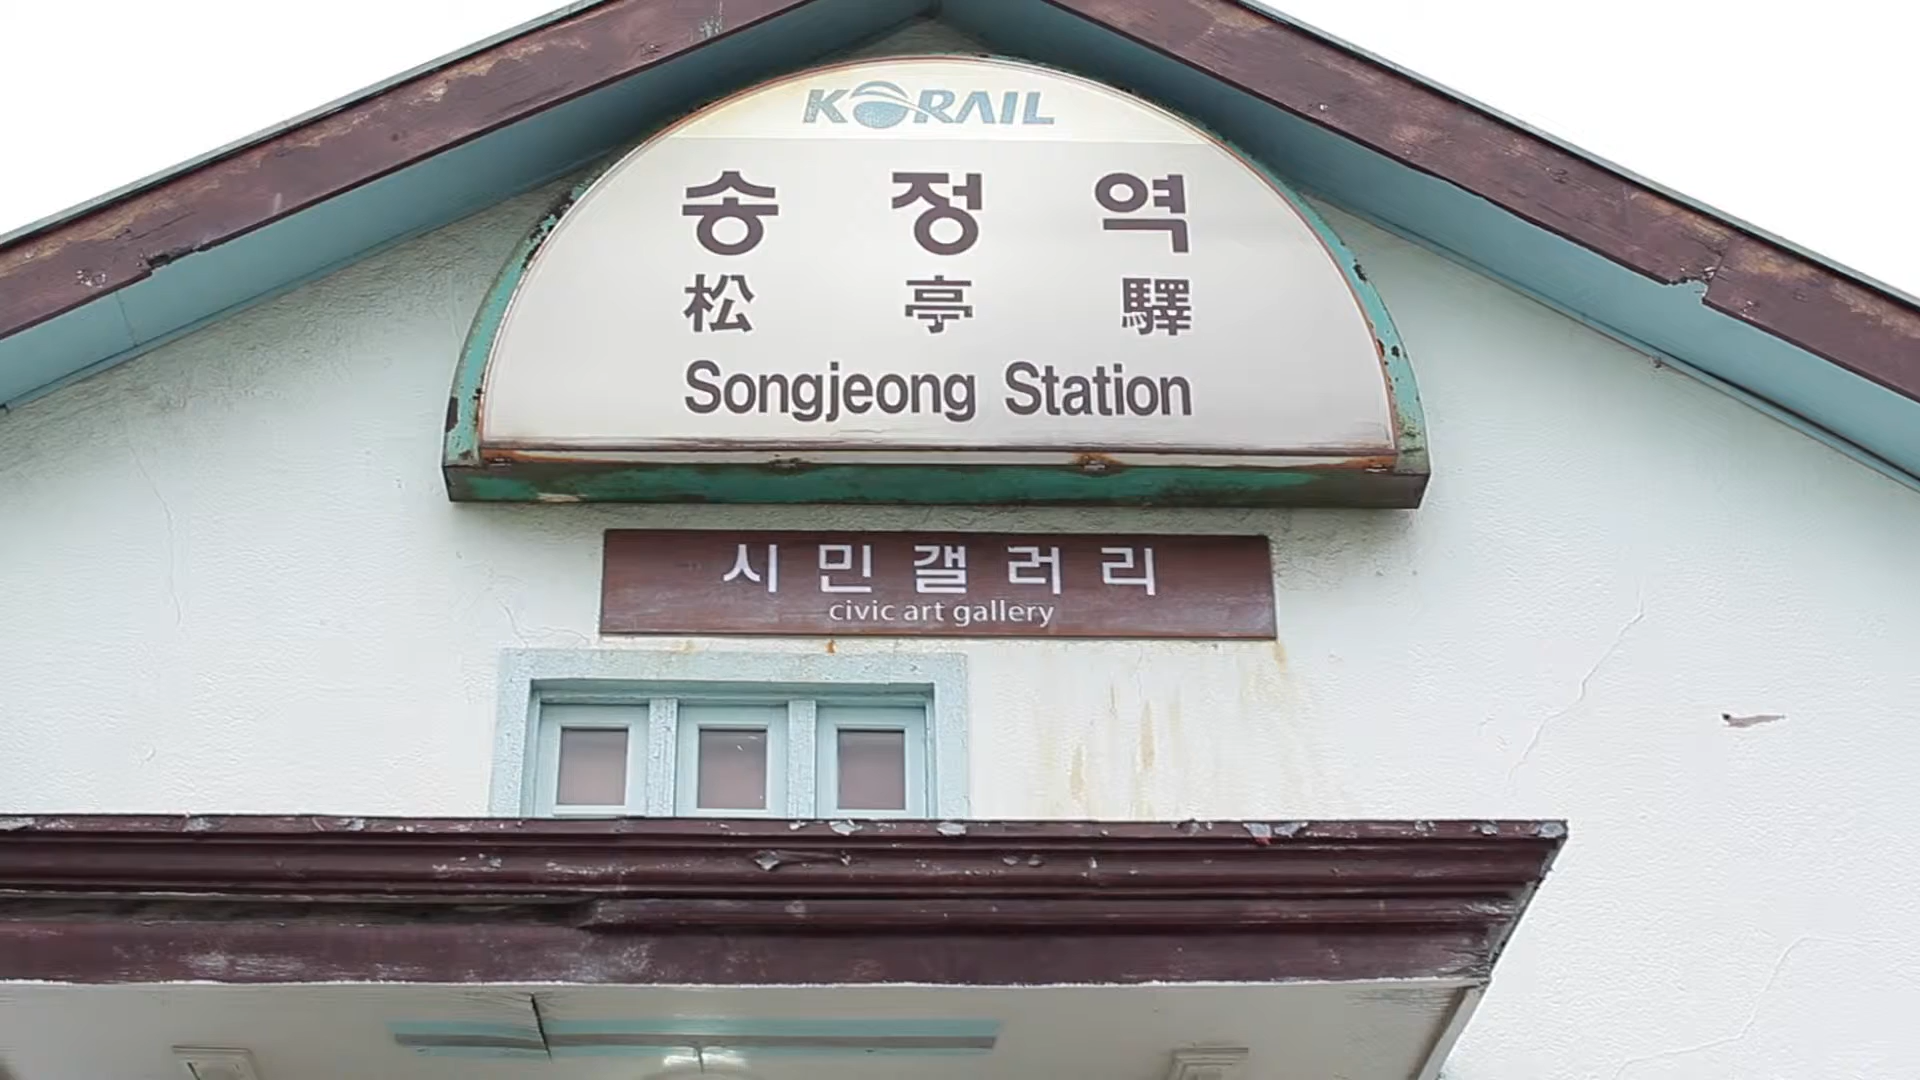 KORAIL
송 정 역
松 亭 驛
Songjeong Station
시민갤러리
civic art gallery